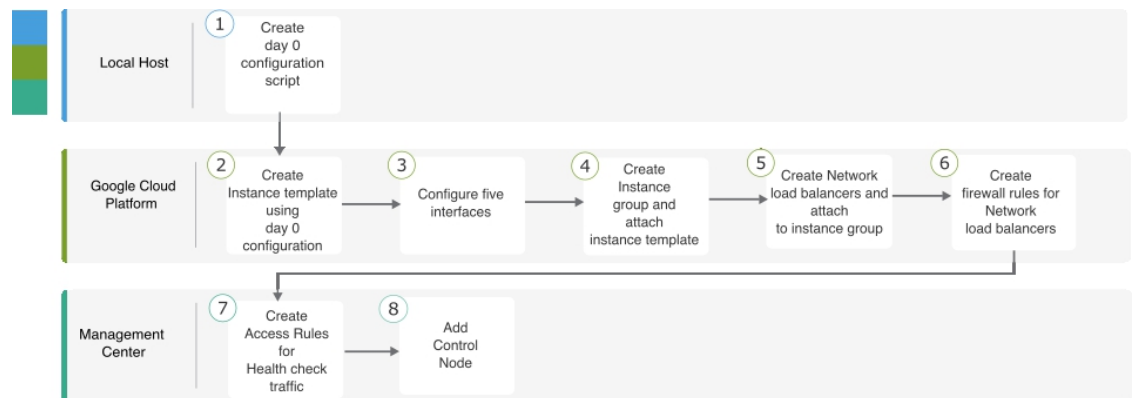 Local Host
1
Create
day 0
configuration
script
Google Cloud
Platform
2
Create
Instance template
using
day 0
configuration
3
Configure five
interfaces
4
Create
Instance
group and
attach
instance template
5
Create Network
load balancers and
attach
to instance group
6
Create
firewall rules for
Network
load balancers
Management
Center
7
Create
Access Rules
for
Health check
traffic
8
Add
Control
Node